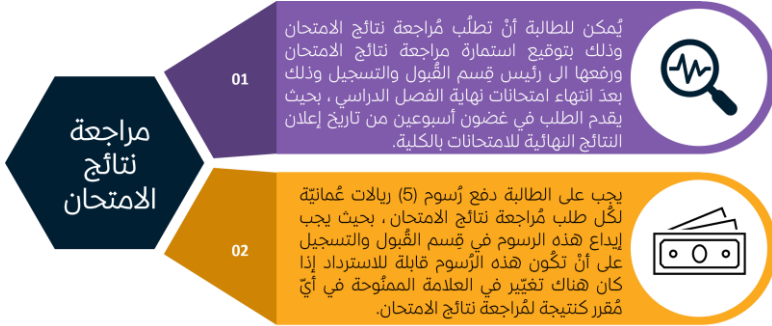 مراجعة
نتائج
الامتحان
01
يُمكن للطالبة أنْ تطلُب مُراجعة نتائج الامتحان
وذلك بتوقيع استمارة مراجعة نتائج الامتحان
ورفعها الى رئيس قِسم القُبول والتسجيل وذلك
بعدَ انتهاء امتحانات نهاية الفصل الدراسي ، بحيث
يقدم الطلب في غضون أسبوعين من تاريخ إعلان
النتائج النهائية للامتحانات بالكلية.
02
يجب على الطالبة دفع رُسوم (5) ريالات عُمانيّة
لكُل طلب مُراجعة نتائج الامتحان ، بحيث يجب
إيداع هذه الرسوم في قِسم القُبول والتسجيل
على أنْ تكُون هذه الرُسوم قابلة للاسترداد إذا
كان هناك تغيّير في العلامة الممنُوحة في أيّ
مُقرر كنتيجة لمُراجعة نتائج الامتحان.